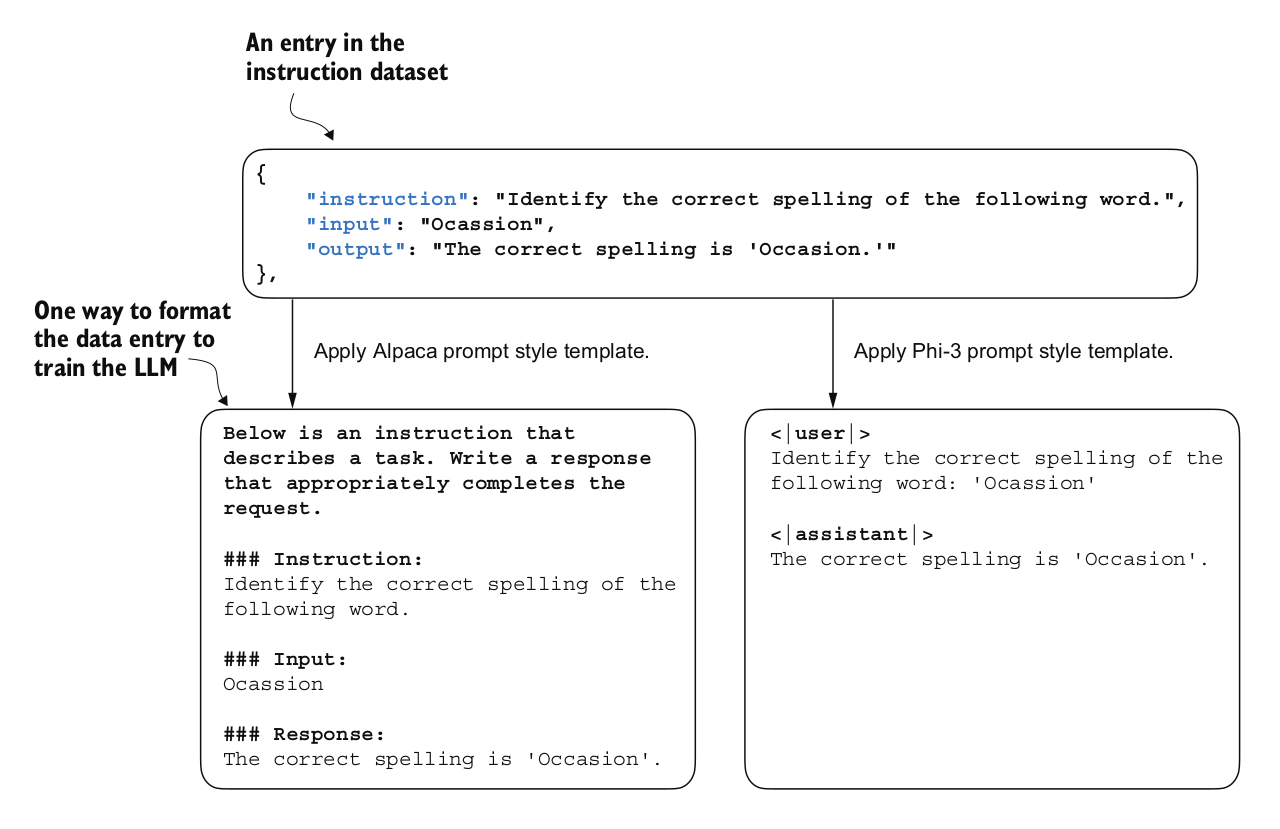 An entry in the
instruction dataset
{
"instruction": "Identify the correct spelling of the following word.",
"input": "Ocassion",
"output": "The correct spelling is 'Occasion.'"
},
One way to format
the data entry to
train the LLM
Apply Alpaca prompt style template.
Apply Phi-3 prompt style template.
Below is an instruction that
describes a task. Write a response
that appropriately completes the
request.
### Instruction:
Identify the correct spelling of the
following word.
### Input:
Ocassion
### Response:
The correct spelling is 'Occasion'.
<|user|>
Identify the correct spelling of the
following word: 'Ocassion'
<|assistant|>
The correct spelling is 'Occasion'.